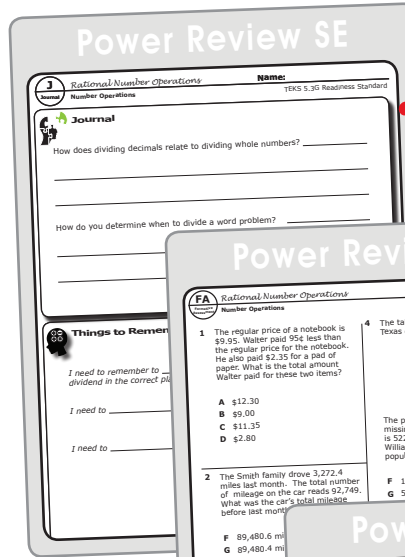 Power Review SE
J
Journal
Rational Number Operations
Name:
Number Operations
TEKS 5.3G Readiness Standard
Journal
How does dividing decimals relate to dividing whole numbers?
How do you determine when to divide a word problem?
Things to Remem
I need to remember to
dividend in the correct pla
I need to
I need to
Power Revi
FA
Formative
Assessment
Rational Number Operations
Number Operations
1 The regular price of a notebook is
$9.95. Walter paid 95¢ less than
the regular price for the notebook.
He also paid $2.35 for a pad of
paper. What is the total amount
Walter paid for these two items?
A $12.30
B $9.00
C $11.35
D $2.80
2 The Smith family drove 3,272.4
miles last month. The total number
of mileage on the car reads 92,749.
What was the car's total mileage
before last month
F 89,480.6 mi
G 89,480.4 mi
4 The ta
Texas
The p
missi
is 522
Willia
popul
F 1
G 5
Pow